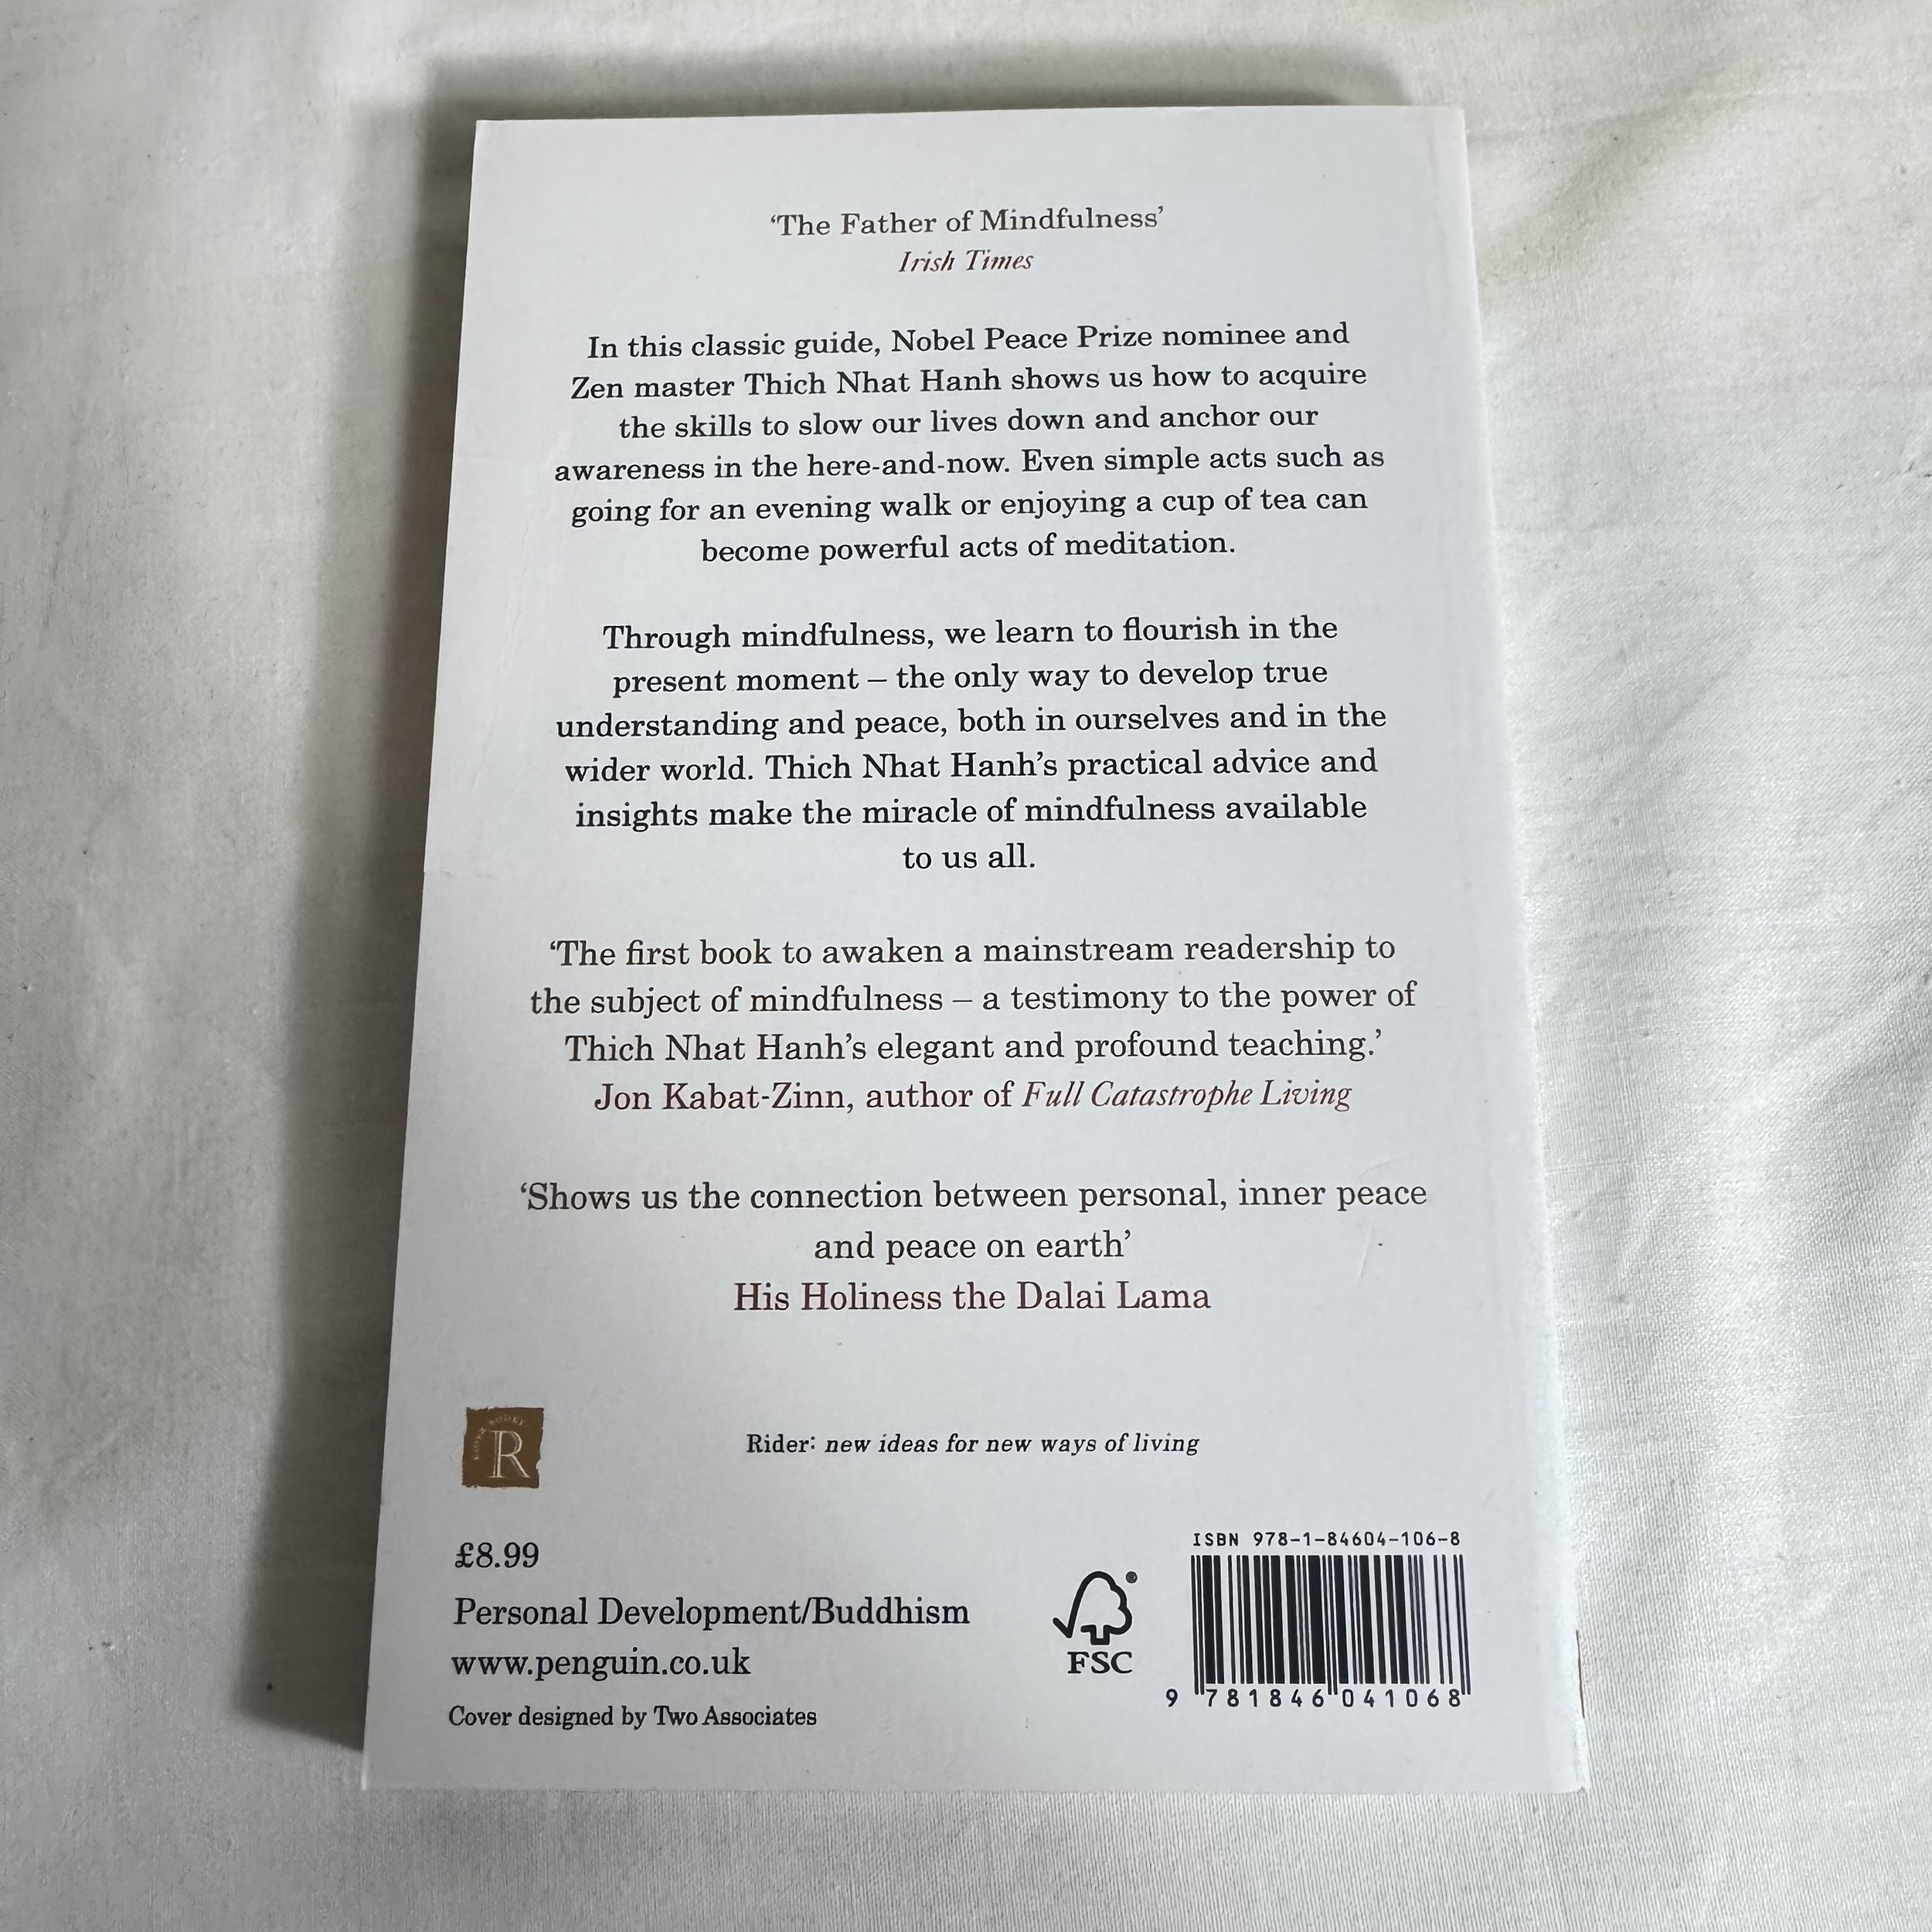 ‘The Father of Mindfulness’
Irish Times
In this classic guide, Nobel Peace Prize nominee and
Zen master Thich Nhat Hanh shows us how to acquire
the skills to slow our lives down and anchor our
awareness in the here-and-now. Even simple acts such as
going for an evening walk or enjoying a cup of tea can
become powerful acts of meditation.
Through mindfulness, we learn to flourish in the
present moment – the only way to develop true
understanding and peace, both in ourselves and in the
wider world. Thich Nhat Hanh’s practical advice and
insights make the miracle of mindfulness available
to us all.
‘The first book to awaken a mainstream readership to
the subject of mindfulness – a testimony to the power of
Thich Nhat Hanh’s elegant and profound teaching.’
Jon Kabat-Zinn, author of Full Catastrophe Living
‘Shows us the connection between personal, inner peace
and peace on earth’
His Holiness the Dalai Lama
R
Rider: new ideas for new ways of living
£8.99
Personal Development/Buddhism
www.penguin.co.uk
Cover designed by Two Associates
FSC
ISBN 978-1-84604-106-8
9 781846 041068